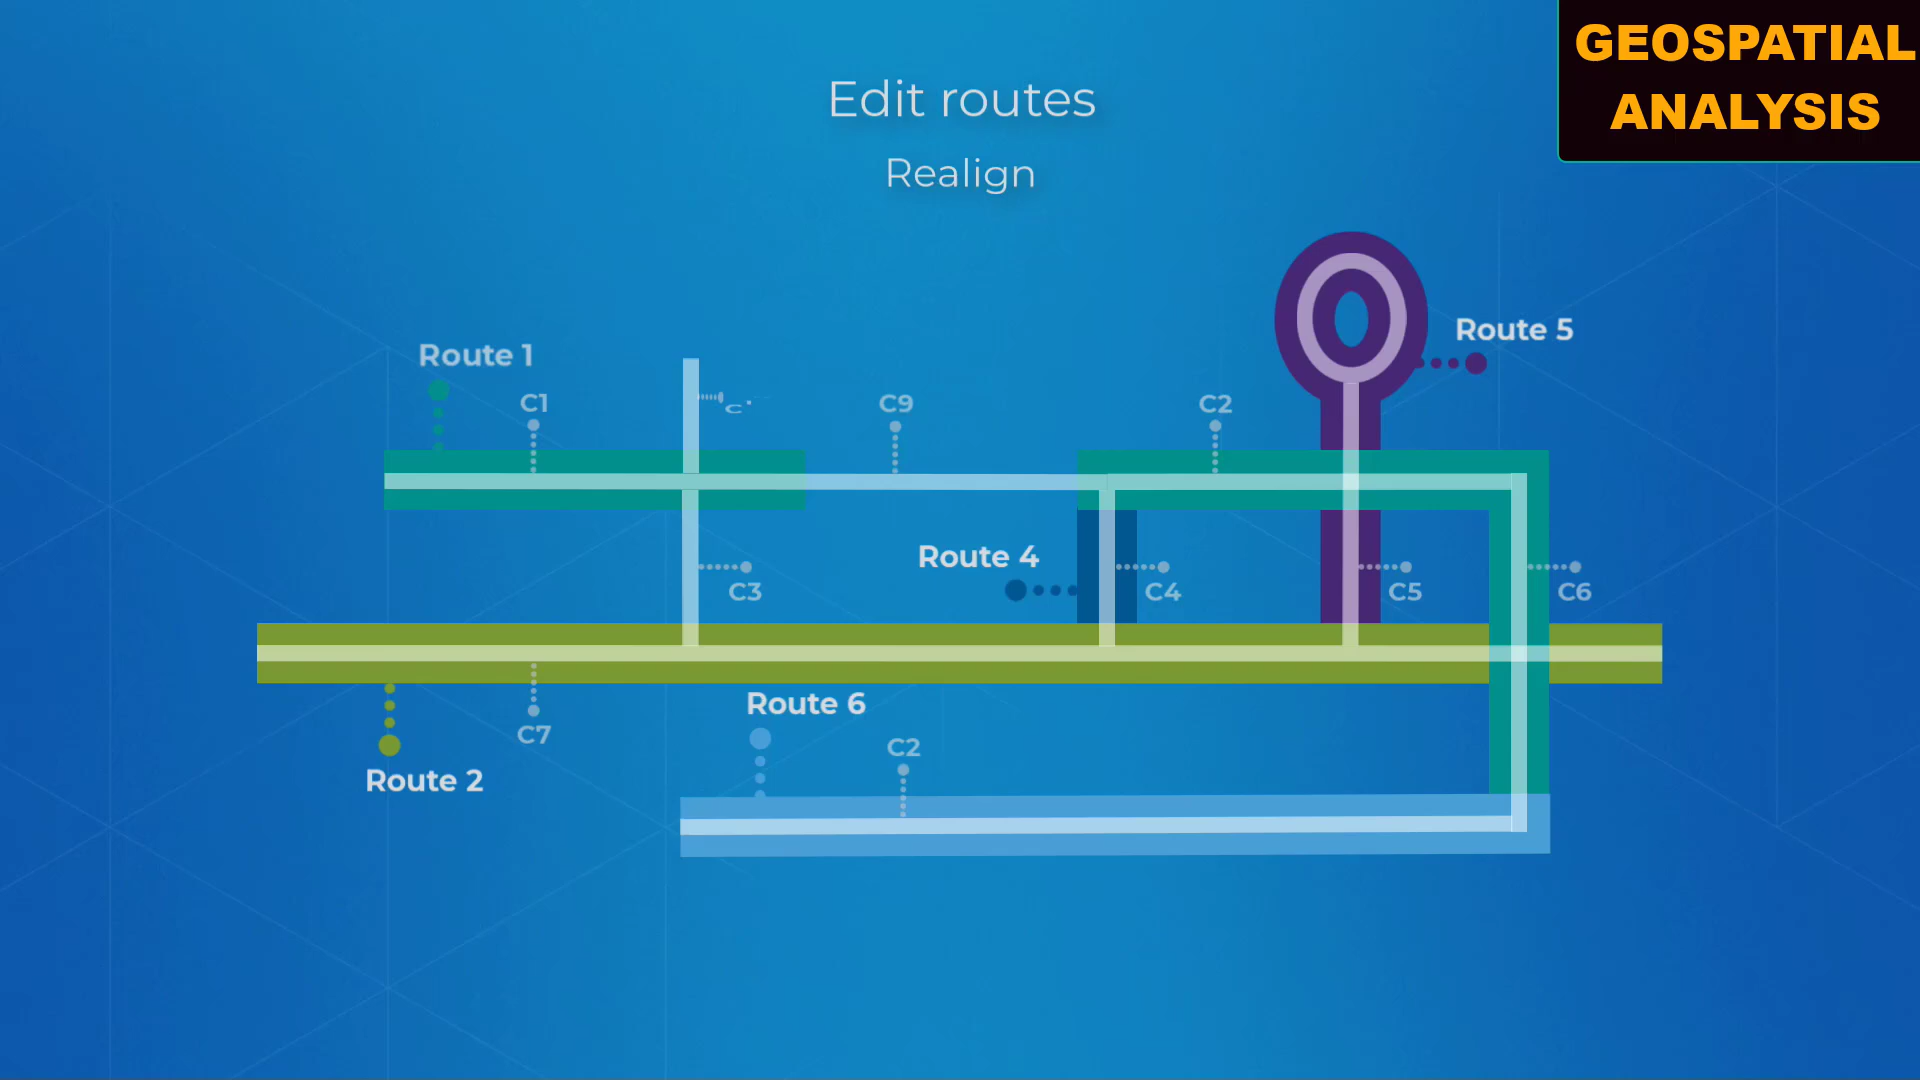 GEOSPATIAL
ANALYSIS
Edit routes
Realign
Route 5
Route 1
C1
C9
C2
Route 4
C3
C4
C5
C6
Route 6
C7
C2
Route 2